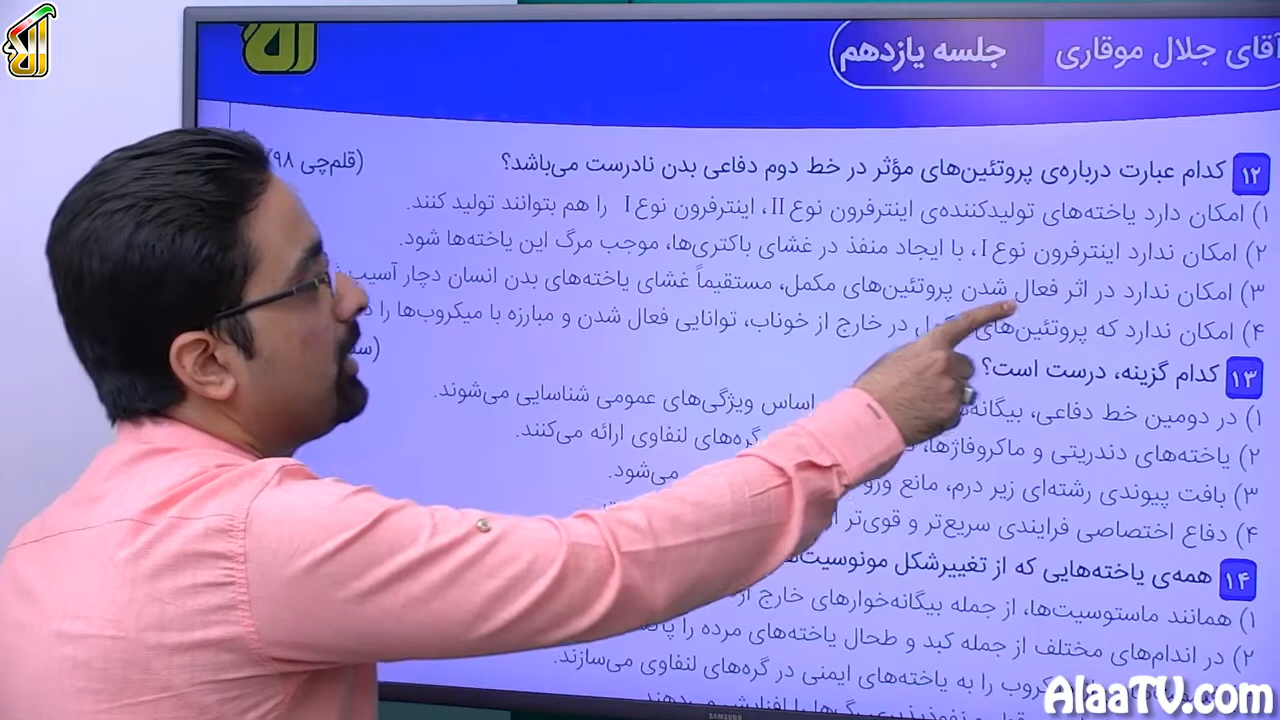 آقای جلال موقاری جلسه یازدهم
۱۲ کدام عبارت درباره‌ی پروتئین‌های مؤثر در خط دوم دفاعی بدن نادرست می‌باشد؟ (قلم‌چی ۹۸)
۱) امکان دارد یاخته‌های تولیدکننده‌ی اینترفرون نوع II، اینترفرون نوع I را هم بتوانند تولید کنند.
۲) امکان ندارد اینترفرون نوع I، با ایجاد منفذ در غشای باکتری‌ها، موجب مرگ این یاخته‌ها شود.
۳) امکان ندارد در اثر فعال شدن پروتئین‌های مکمل، مستقیماً غشای یاخته‌های بدن انسان دچار
۴) امکان ندارد که پروتئین‌های در خارج از خوناب، توانایی فعال شدن و مبارزه با میکروب‌ها را
۱۳ کدام گزینه، درست است؟
۱) در دومین خط دفاعی، اساس ویژگی‌های عمومی شناسایی می‌شوند.
۲) یاخته‌های دندریتی و ماکروفاژها، گره‌های لنفاوی ارائه می‌کنند.
۳) بافت پیوندی رشته‌ای زیر درم، مانع می‌شود.
۴) دفاع اختصاصی فرایندی سریع‌تر و قوی‌تر
۱۴ همه‌ی یاخته‌هایی که از تغییرشکل
۱) همانند ماستوسیت‌ها، از جمله بیگانه‌خوارهای خارج
۲) در اندام‌های مختلف از جمله کبد و طحال یاخته‌های مرده را
را به یاخته‌های ایمنی در گره‌های لنفاوی می‌سازند.
AlaaTV.com